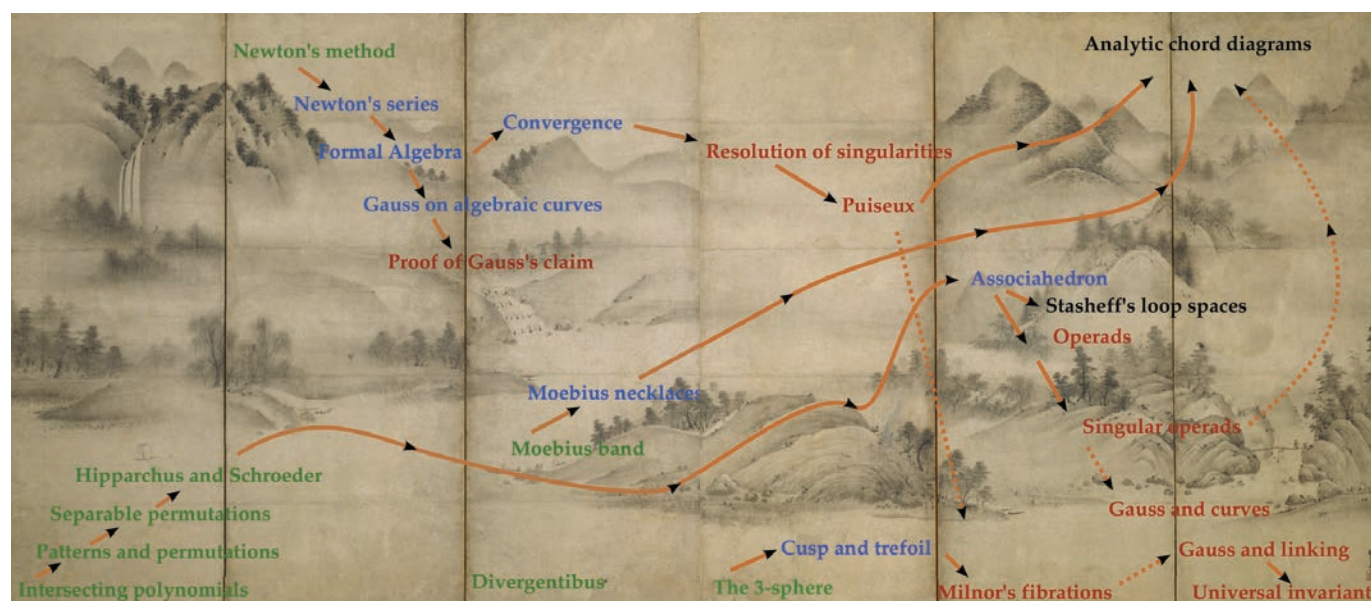 Newton's method
Analytic chord diagrams
Newton's series
Convergence
Formal Algebra
Resolution of singularities
Gauss on algebraic curves
Puiseux
Proof of Gauss's claim
Associahedron
Stasheff's loop spaces
Operads
Moebius necklaces
Singular operads
Moebius band
Hipparchus and Schroeder
Separable permutations
Gauss and curves
Patterns and permutations
Cusp and trefoil
Gauss and linking
Intersecting polynomials
Divergentibus
The 3-sphere
Milnor's fibrations
Universal invariant